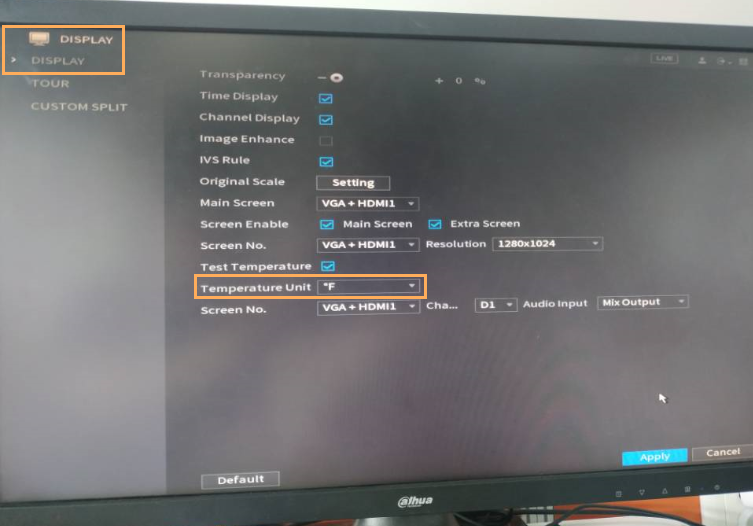 DISPLAY
LIVE
DISPLAY
TOUR
CUSTOM SPLIT
Transparency − + 0 %
Time Display
Channel Display
Image Enhance
IVS Rule
Original Scale Setting
Main Screen VGA + HDMI1
Screen Enable Main Screen Extra Screen
Screen No. VGA + HDMI1 Resolution 1280x1024
Test Temperature
Temperature Unit °F
Screen No. VGA + HDMI1 Cha... D1 Audio Input Mix Output
Apply Cancel
Default
alhua